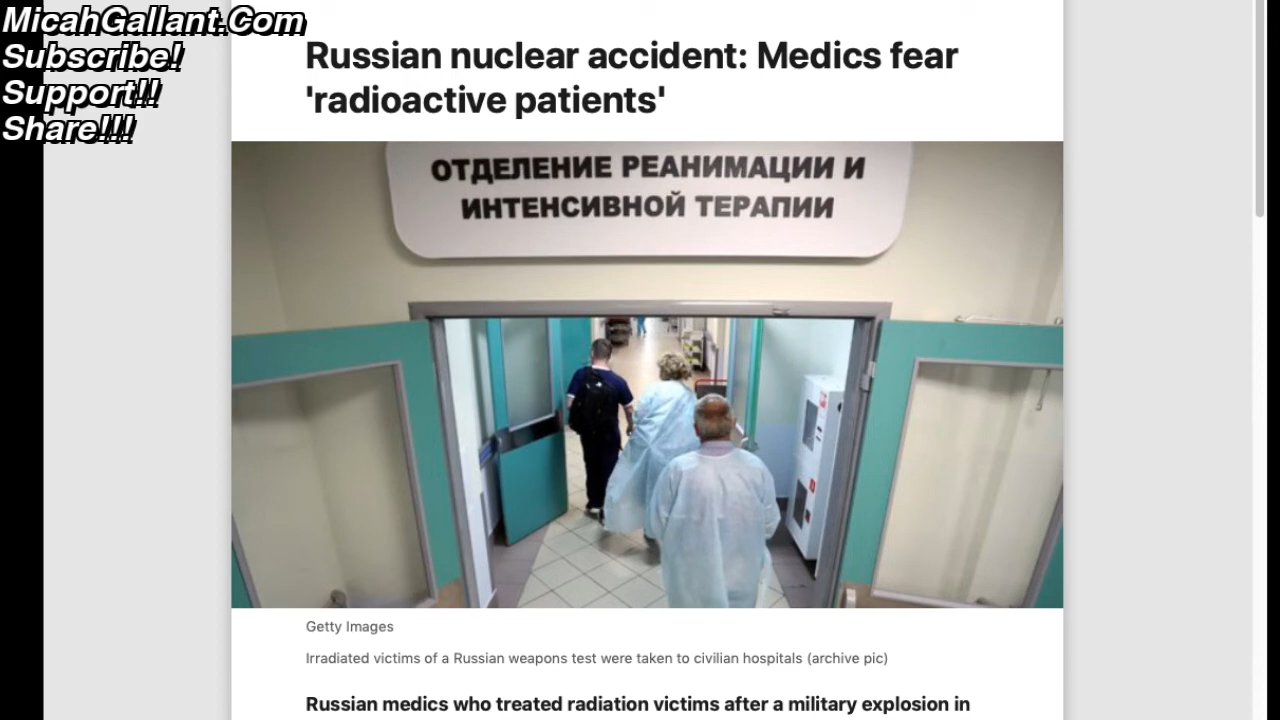 MicahGallant.Com
Subscribe!
Support!!
Share!!!
Russian nuclear accident: Medics fear
'radioactive patients'
ОТДЕЛЕНИЕ РЕАНИМАЦИИ И
ИНТЕНСИВНОЙ ТЕРАПИИ
Getty Images
Irradiated victims of a Russian weapons test were taken to civilian hospitals (archive pic)
Russian medics who treated radiation victims after a military explosion in